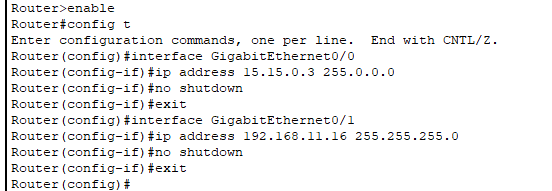 Router>enable
Router#config t
Enter configuration commands, one per line.  End with CNTL/Z.
Router(config)#interface GigabitEthernet0/0
Router(config-if)#ip address 15.15.0.3 255.0.0.0
Router(config-if)#no shutdown
Router(config-if)#exit
Router(config)#interface GigabitEthernet0/1
Router(config-if)#ip address 192.168.11.16 255.255.255.0
Router(config-if)#no shutdown
Router(config-if)#exit
Router(config)#